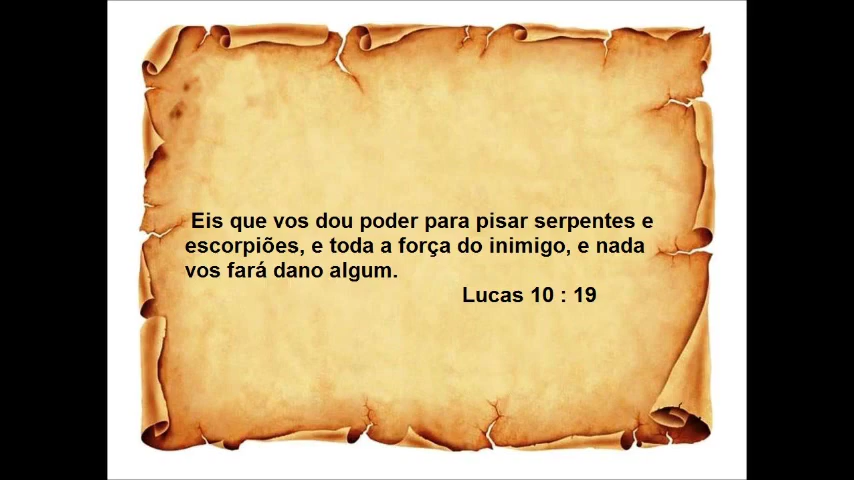 Eis que vos dou poder para pisar serpentes e
escorpiões, e toda a força do inimigo, e nada
vos fará dano algum.
Lucas 10 : 19